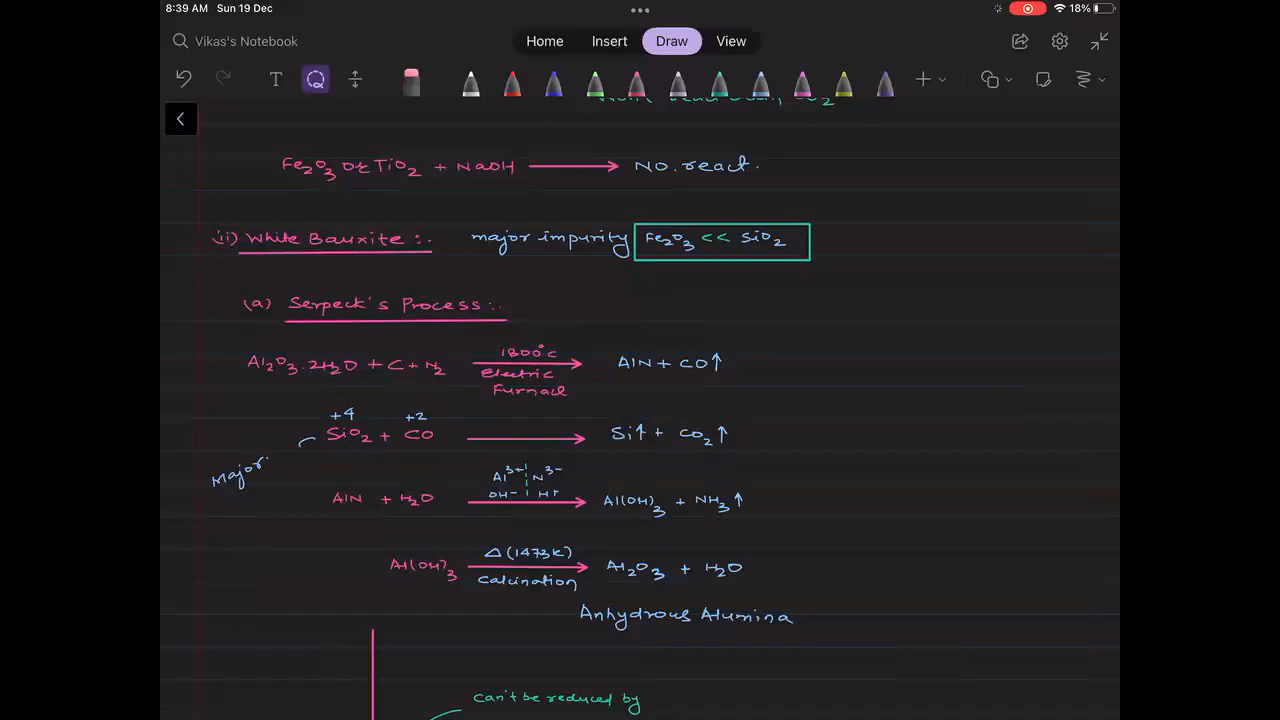 8:39 AM Sun 19 Dec
18%
Vikas's Notebook
Home Insert Draw View
Fe2O3 or TiO2 + NaOH → NO. react.
(ii) White Bauxite :. major impurity Fe2O3 << SiO2
(a) Serpeck's Process :.
Al2O3.2H2O + C + N2 1800°C Electric Furnace → AlN + CO↑
+4 +2
SiO2 + CO → Si↑ + CO2↑
Major
Al3+ N3-
OH- H+
AlN + H2O → Al(OH)3 + NH3↑
Al(OH)3 Δ(1473K) Calcination → Al2O3 + H2O
Anhydrous Alumina
can't be reduced by